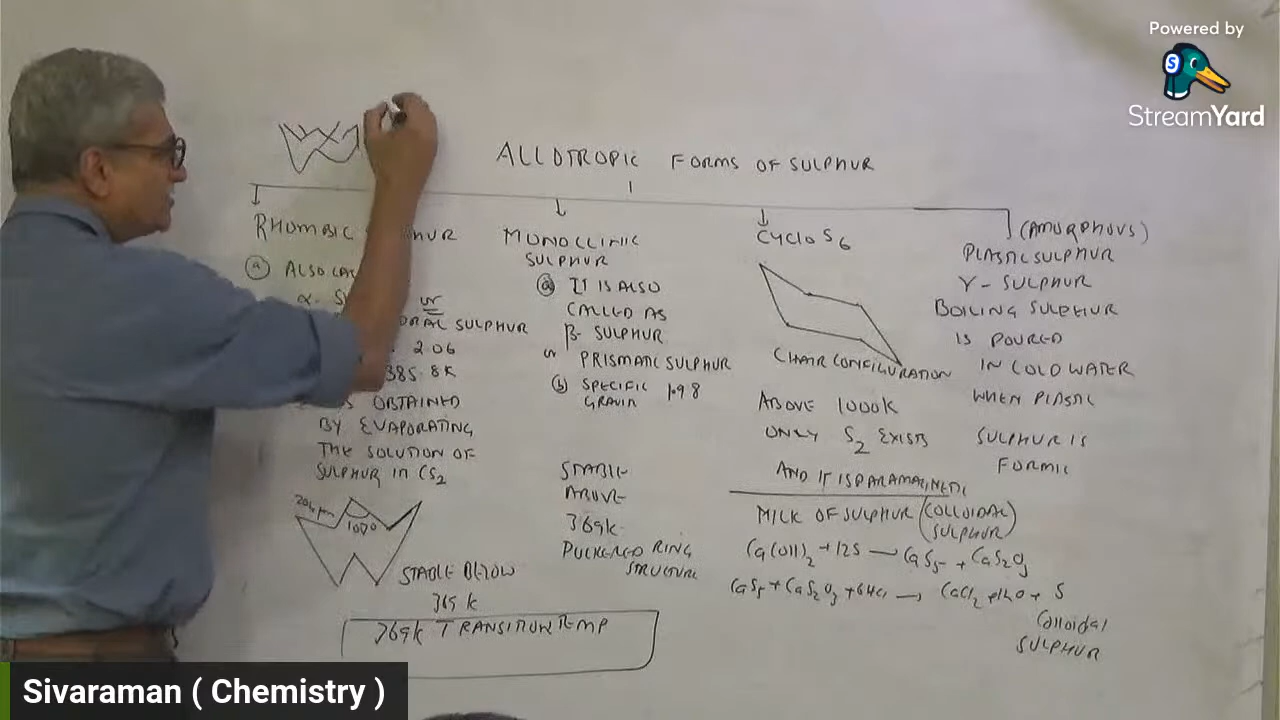 Powered by
StreamYard
ALLOTROPIC FORMS OF SULPHUR
RHOMBIC
ⓐ ALSO
α-
or
SULPHUR
2.06
385.8K
OBTAINED
BY EVAPORATING
THE SOLUTION OF
SULPHUR IN CS2
204 pm
107°
STABLE BELOW
369 K
369K TRANSITION TEMP
MONOCLINIC
SULPHUR
ⓐ IT IS ALSO
CALLED AS
β- SULPHUR
or PRISMATIC SULPHUR
ⓑ SPECIFIC 1.98
STABLE
ABOVE
369K
PUCKERED RING
STRUCTURE
CYCLO S6
CHAIR CONFIGURATION
ABOVE 1000K
ONLY S2 EXISTS
AND IT IS PARAMAGNETIC
(AMORPHOUS)
PLASTIC SULPHUR
γ- SULPHUR
BOILING SULPHUR
IS POURED
IN COLD WATER
WHEN PLASTIC
SULPHUR IS
MILK OF SULPHUR (COLLOIDAL
SULPHUR)
Ca(OH)2 + 12S → CaS5 + CaS2O3
CaS5 + CaS2O3 + 6HCl → CaCl2 + H2O + S
Colloidal
SULPHUR
Sivaraman ( Chemistry )